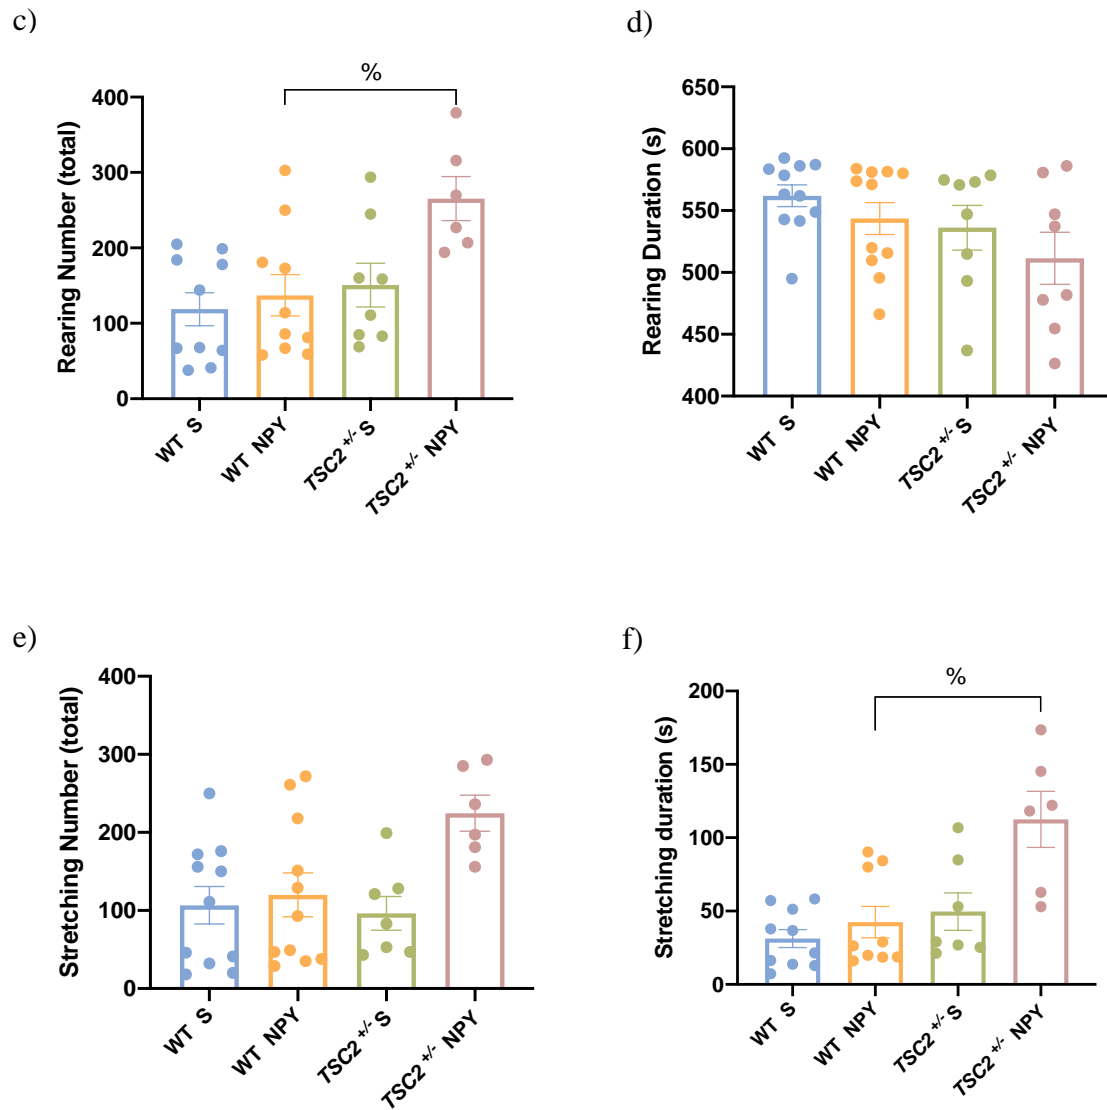 c)
%
Rearing Number (total)
400
300
200
100
0
WT S
WT NPY
TSC2 +/- S
TSC2 +/- NPY
d)
Rearing Duration (s)
650
600
550
500
450
400
WT S
WT NPY
TSC2 +/- S
TSC2 +/- NPY
e)
Stretching Number (total)
400
300
200
100
0
WT S
WT NPY
TSC2 +/- S
TSC2 +/- NPY
f)
%
Stretching duration (s)
200
150
100
50
0
WT S
WT NPY
TSC2 +/- S
TSC2 +/- NPY